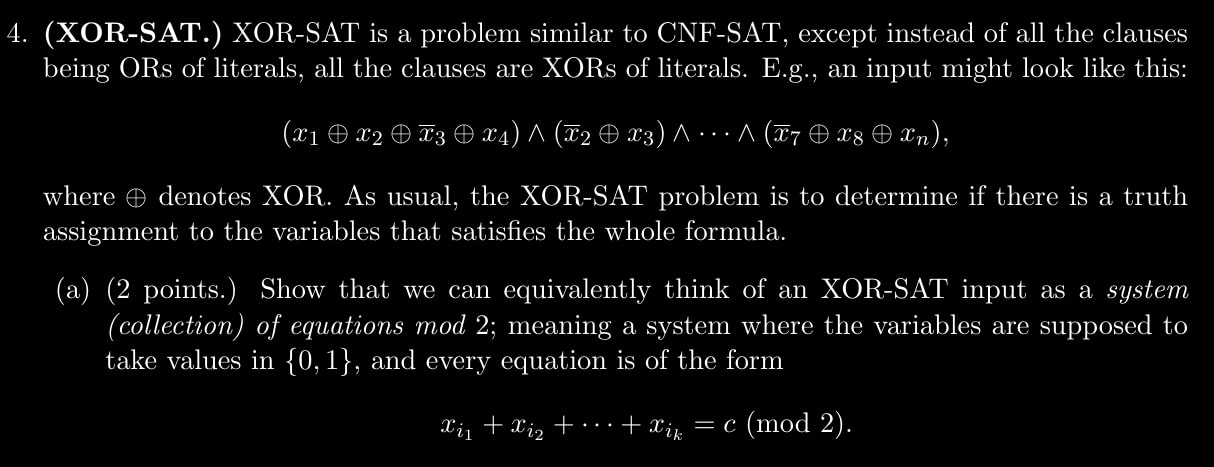 4. (XOR-SAT.) XOR-SAT is a problem similar to CNF-SAT, except instead of all the clauses
being ORs of literals, all the clauses are XORs of literals. E.g., an input might look like this:
(x₁ ⊕ x₂ ⊕ x̅₃ ⊕ x₄) ∧ (x̅₂ ⊕ x₃) ∧ ··· ∧ (x̅₇ ⊕ x₈ ⊕ xₙ),
where ⊕ denotes XOR. As usual, the XOR-SAT problem is to determine if there is a truth
assignment to the variables that satisfies the whole formula.
(a) (2 points.) Show that we can equivalently think of an XOR-SAT input as a system
(collection) of equations mod 2; meaning a system where the variables are supposed to
take values in {0, 1}, and every equation is of the form
x_{i₁} + x_{i₂} + ··· + x_{iₖ} = c (mod 2).